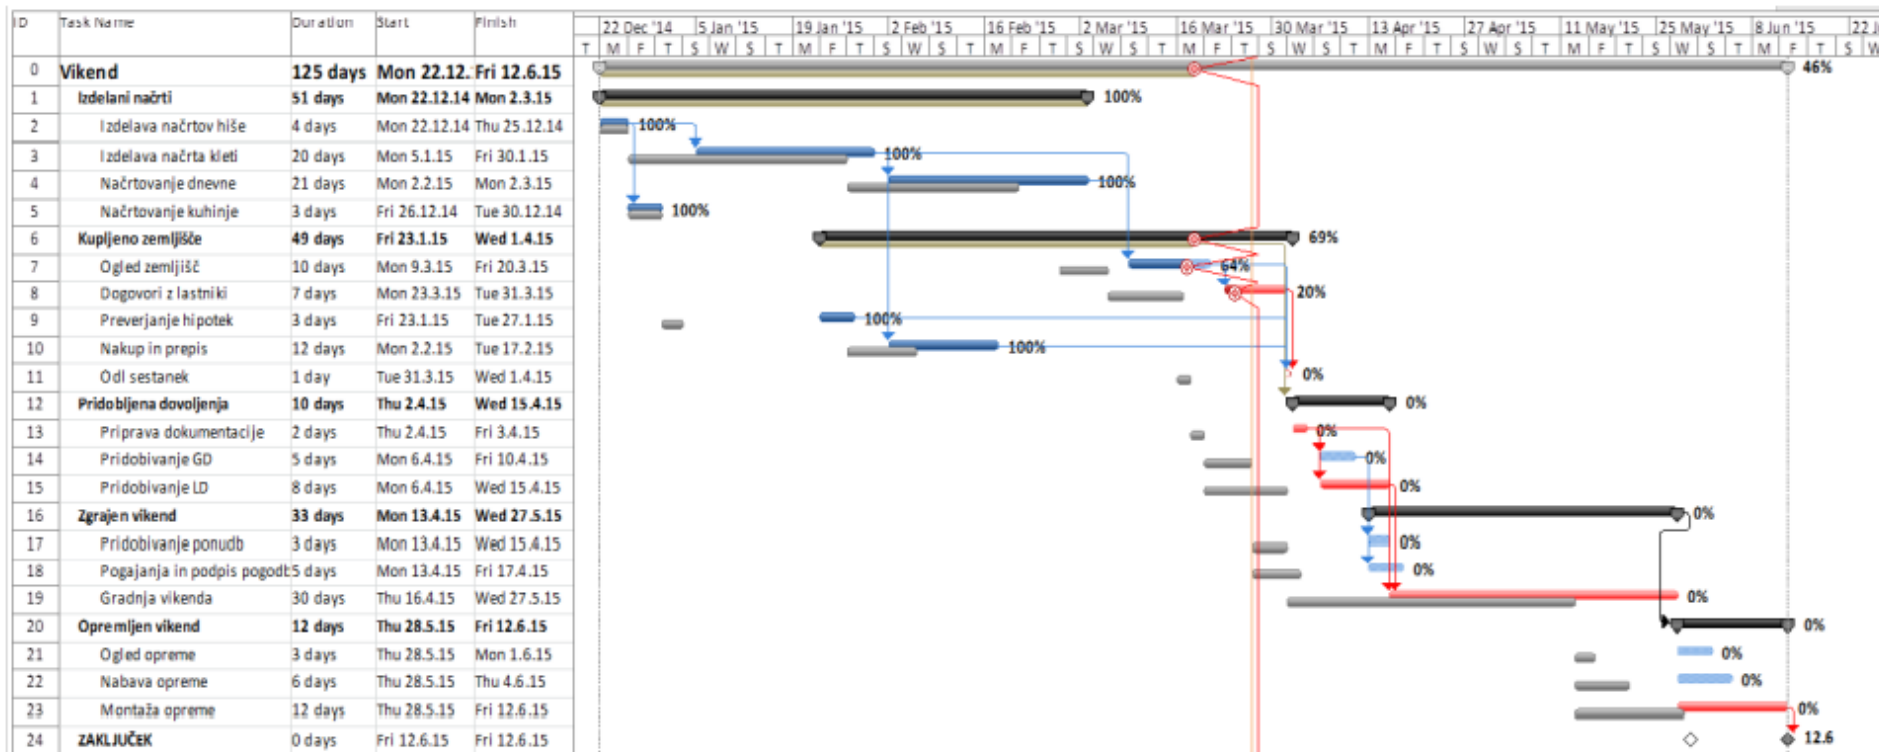 ID Task Name Duration Start Finish 22 Dec '14 5 Jan '15 19 Jan '15 2 Feb '15 16 Feb '15 2 Mar '15 16 Mar '15 30 Mar '15 13 Apr '15 27 Apr '15 11 May '15 25 May '15 8 Jun '15
T M F T S W S T M F T S W S T M F T S W S T M F T S W S T M F T S W S T M F T S W S T M F T S W
0 Vikend 125 days Mon 22.12. Fri 12.6.15 46%
1 Izdelani načrti 51 days Mon 22.12.14 Mon 2.3.15 100%
2 Izdelava načrtov hiše 4 days Mon 22.12.14 Thu 25.12.14 100%
3 Izdelava načrta kleti 20 days Mon 5.1.15 Fri 30.1.15 100%
4 Načrtovanje dnevne 21 days Mon 2.2.15 Mon 2.3.15 100%
5 Načrtovanje kuhinje 3 days Fri 26.12.14 Tue 30.12.14 100%
6 Kupljeno zemljišče 49 days Fri 23.1.15 Wed 1.4.15 69%
7 Ogled zemljišč 10 days Mon 9.3.15 Fri 20.3.15 64%
8 Dogovori z lastniki 7 days Mon 23.3.15 Tue 31.3.15 20%
9 Preverjanje hipotek 3 days Fri 23.1.15 Tue 27.1.15 100%
10 Nakup in prepis 12 days Mon 2.2.15 Tue 17.2.15 100%
11 Odl sestanek 1 day Tue 31.3.15 Wed 1.4.15 0%
12 Pridobljena dovoljenja 10 days Thu 2.4.15 Wed 15.4.15 0%
13 Priprava dokumentacije 2 days Thu 2.4.15 Fri 3.4.15 0%
14 Pridobivanje GD 5 days Mon 6.4.15 Fri 10.4.15 0%
15 Pridobivanje LD 8 days Mon 6.4.15 Wed 15.4.15 0%
16 Zgrajen vikend 33 days Mon 13.4.15 Wed 27.5.15 0%
17 Pridobivanje ponudb 3 days Mon 13.4.15 Wed 15.4.15 0%
18 Pogajanja in podpis pogodb 5 days Mon 13.4.15 Fri 17.4.15 0%
19 Gradnja vikenda 30 days Thu 16.4.15 Wed 27.5.15 0%
20 Opremljen vikend 12 days Thu 28.5.15 Fri 12.6.15 0%
21 Ogled opreme 3 days Thu 28.5.15 Mon 1.6.15 0%
22 Nabava opreme 6 days Thu 28.5.15 Thu 4.6.15 0%
23 Montaža opreme 12 days Thu 28.5.15 Fri 12.6.15 0%
24 ZAKLJUČEK 0 days Fri 12.6.15 Fri 12.6.15 12.6